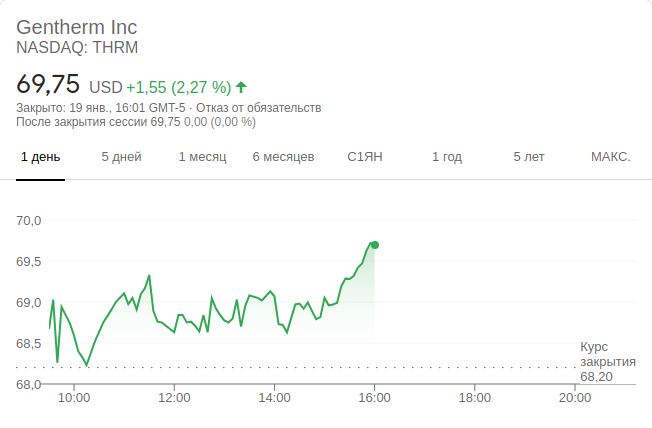 Gentherm Inc
NASDAQ: THRM
69,75 USD +1,55 (2,27 %)
Закрыто: 19 янв., 16:01 GMT-5 · Отказ от обязательств
После закрытия сессии 69,75 0,00 (0,00 %)
1 день 5 дней 1 месяц 6 месяцев С1ЯН 1 год 5 лет МАКС.
70,0
69,5
69,0
68,5
68,0
Курс
закрытия
68,20
10:00 12:00 14:00 16:00 18:00 20:00